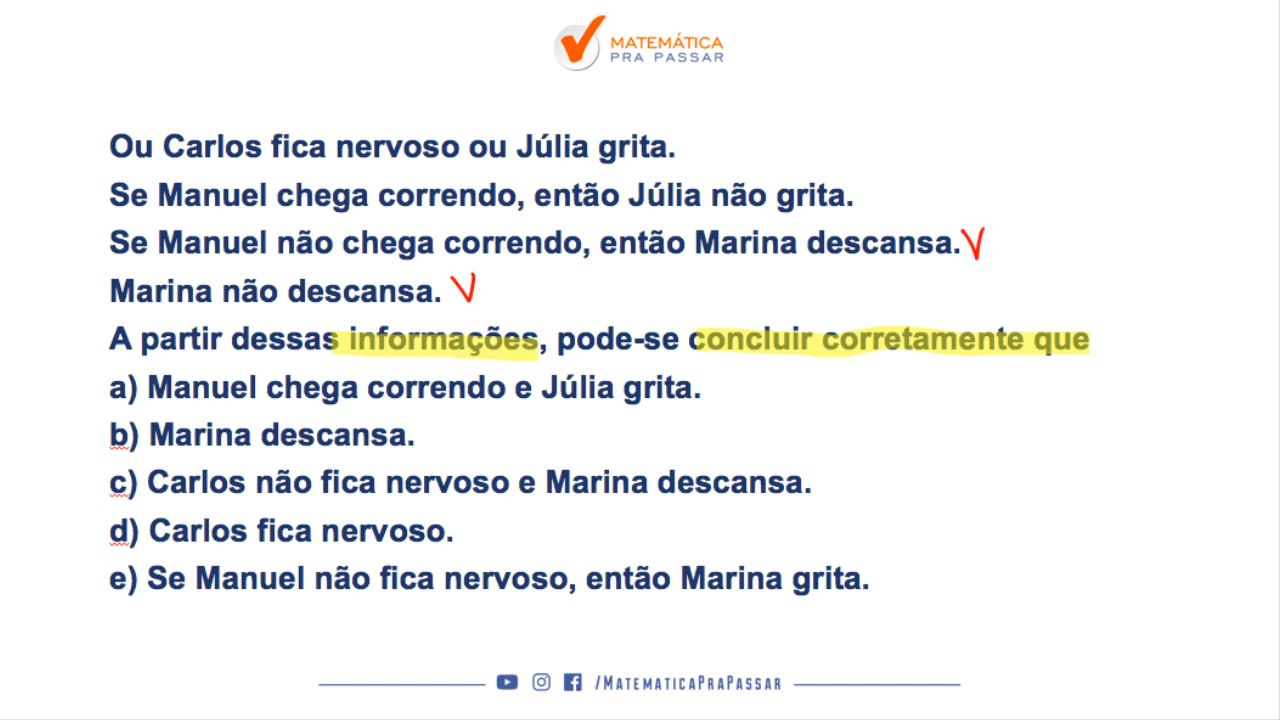 MATEMÁTICA
PRA PASSAR
Ou Carlos fica nervoso ou Júlia grita.
Se Manuel chega correndo, então Júlia não grita.
Se Manuel não chega correndo, então Marina descansa. V
Marina não descansa. V
A partir dessas informações, pode-se concluir corretamente que
a) Manuel chega correndo e Júlia grita.
b) Marina descansa.
c) Carlos não fica nervoso e Marina descansa.
d) Carlos fica nervoso.
e) Se Manuel não fica nervoso, então Marina grita.
/MATEMATICAPRAPASSAR